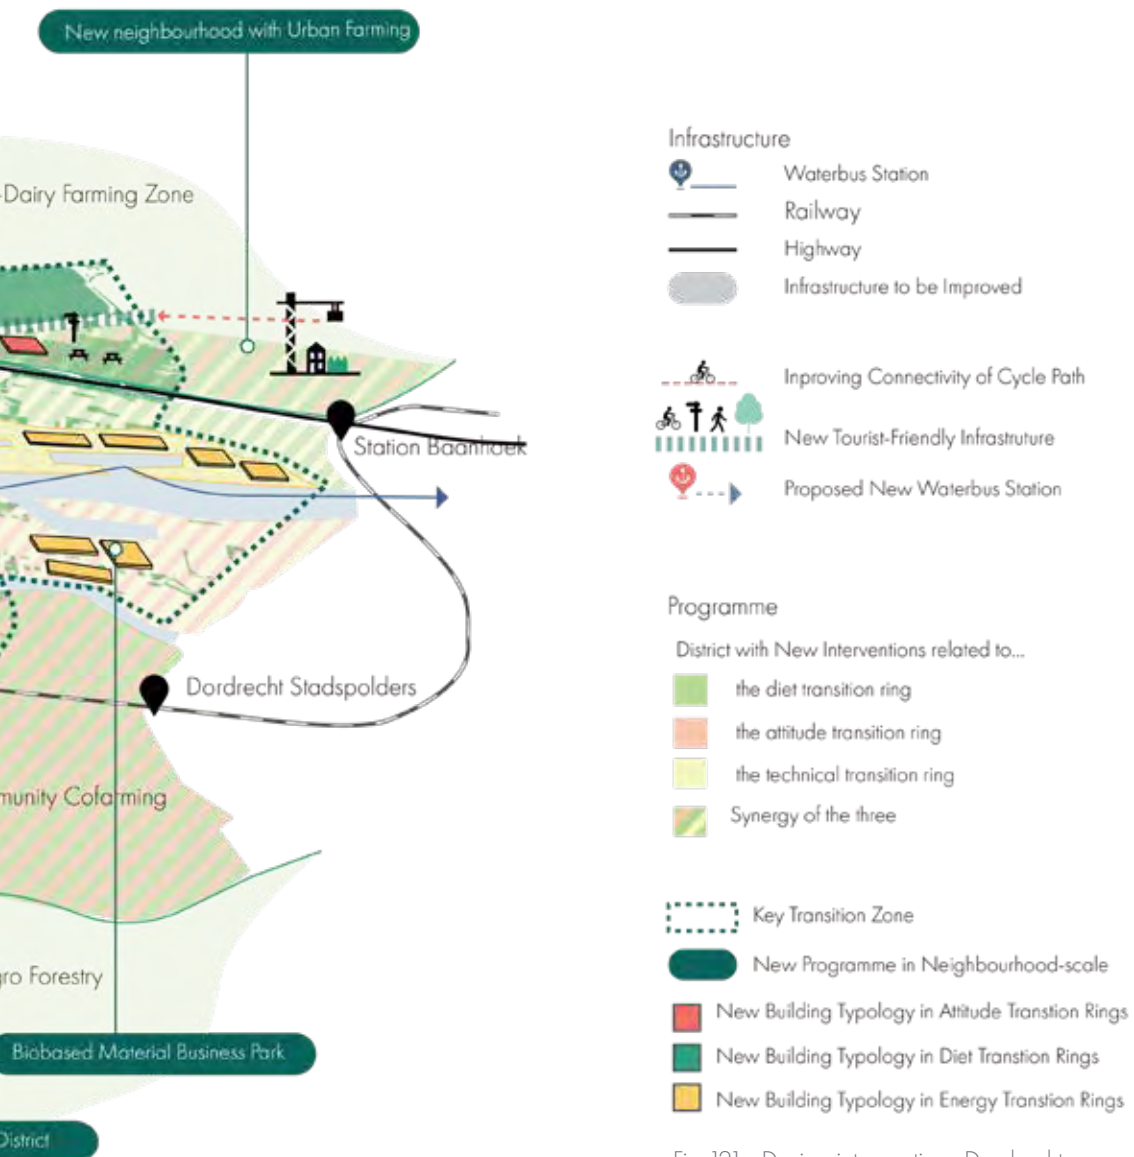 New neighbourhood with Urban Farming
-Dairy Farming Zone
Station Baanhoek
Dordrecht Stadspolders
munity Cofarming
gro Forestry
Biobased Material Business Park
District
Infrastructure
Waterbus Station
Railway
Highway
Infrastructure to be Improved
Inproving Connectivity of Cycle Path
New Tourist-Friendly Infrastruture
Proposed New Waterbus Station
Programme
District with New Interventions related to...
the diet transition ring
the attitude transition ring
the technical transition ring
Synergy of the three
Key Transition Zone
New Programme in Neighbourhood-scale
New Building Typology in Attitude Transtion Rings
New Building Typology in Diet Transtion Rings
New Building Typology in Energy Transtion Rings